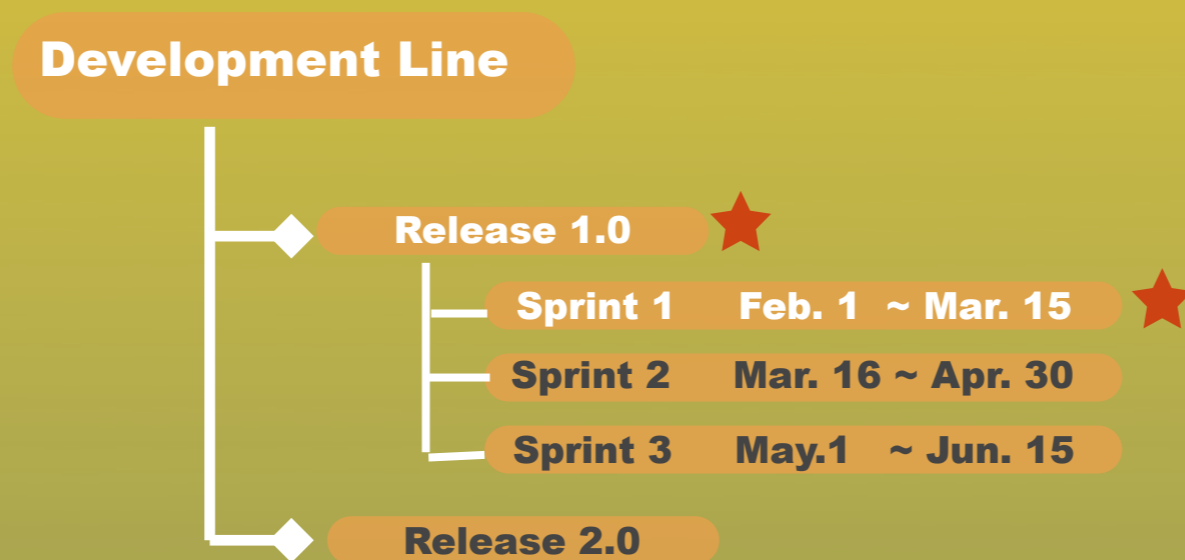 Development Line
Release 1.0
Sprint 1 Feb. 1 ~ Mar. 15
Sprint 2 Mar. 16 ~ Apr. 30
Sprint 3 May.1 ~ Jun. 15
Release 2.0